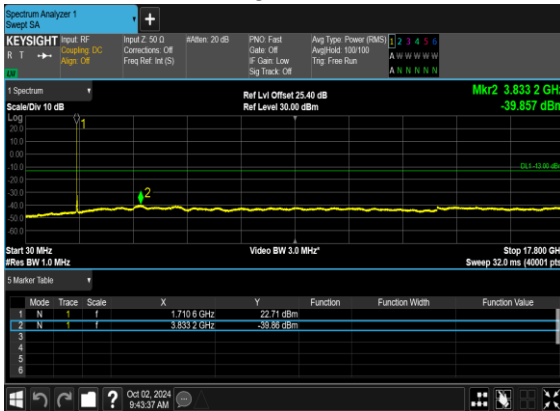 Spectrum Analyzer 1
Swept SA
+
KEYSIGHT Input: RF Input Z: 50 Ω #Atten: 20 dB PNO: Fast Avg Type: Power (RMS) 1 2 3 4 5 6
R T Coupling: DC Corrections: Off Gate: Off Avg|Hold: 100/100 A W W W W W
Align: Off Freq Ref: Int (S) IF Gain: Low Trig: Free Run
LXI Sig Track: Off A N N N N N
1 Spectrum Ref Lvl Offset 25.40 dB Mkr2 3.833 2 GHz
Scale/Div 10 dB Ref Level 30.00 dBm -39.857 dBm
Log
20.0
10.0
0.00
-10.0
-20.0
-30.0
-40.0
-50.0
-60.0
1
DL1 -13.00 dBm
2
Start 30 MHz Video BW 3.0 MHz* Stop 17.800 GH
#Res BW 1.0 MHz Sweep 32.0 ms (40001 pts
5 Marker Table
Mode Trace Scale X Y Function Function Width Function Value
1 N 1 f 1.710 6 GHz 22.71 dBm
2 N 1 f 3.833 2 GHz -39.86 dBm
3
4
5
6
? Oct 02, 2024
9:43:37 AM